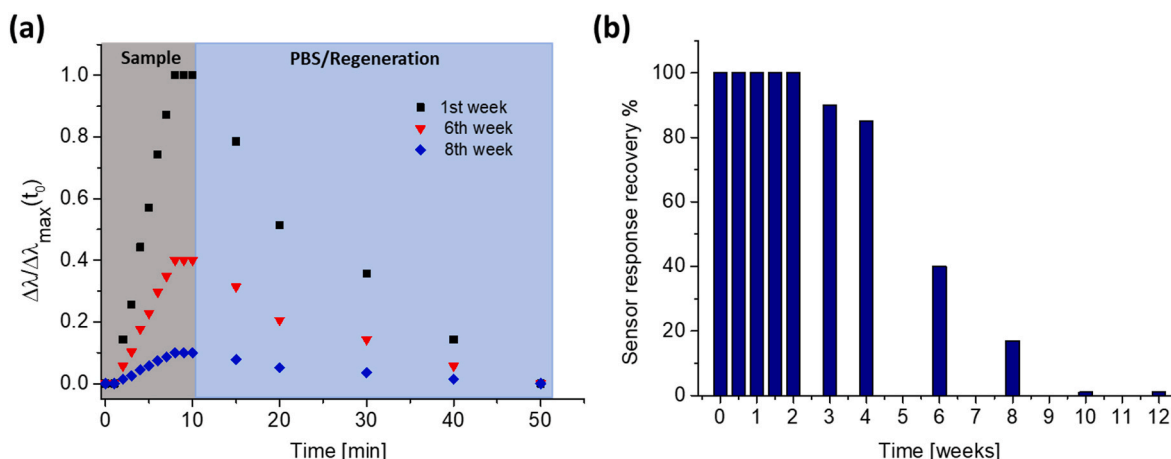 (a)
Sample
PBS/Regeneration
1st week
6th week
8th week
1.0
0.8
0.6
0.4
0.2
0.0
Δλ/Δλmax(t0)
0 10 20 30 40 50
Time [min]
(b)
100
80
60
40
20
0
Sensor response recovery %
0 1 2 3 4 5 6 7 8 9 10 11 12
Time [weeks]